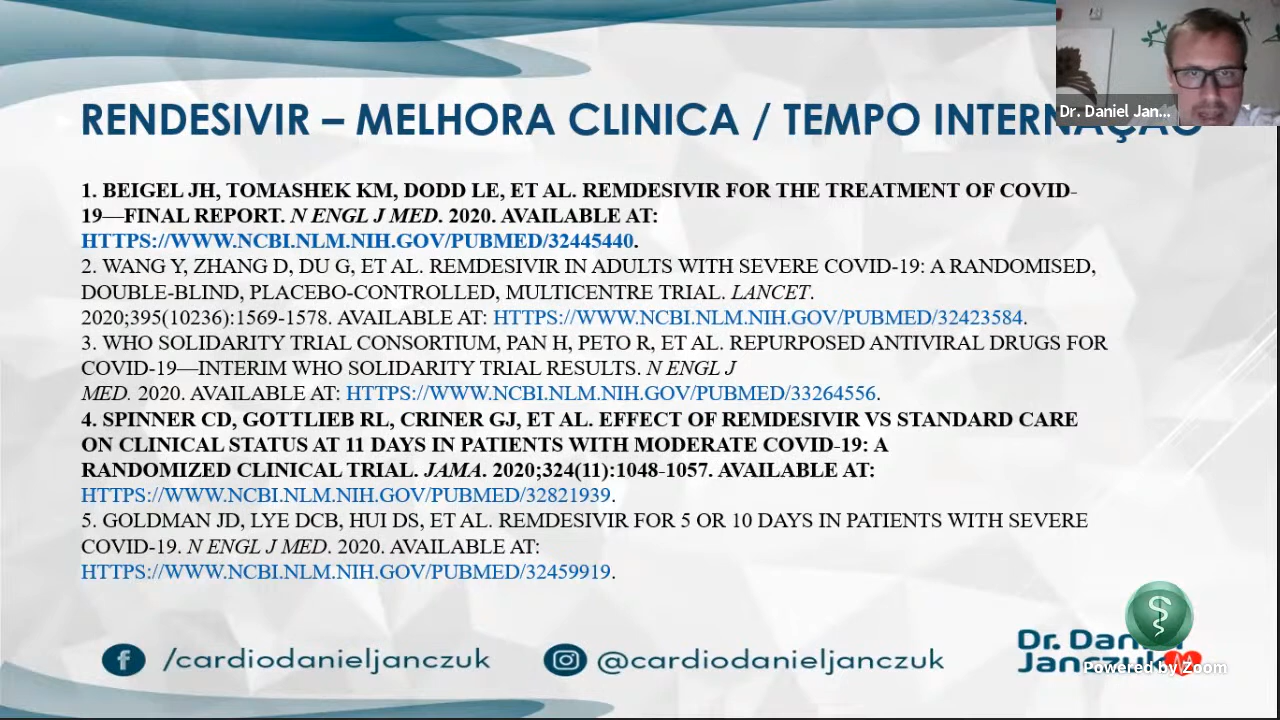 RENDESIVIR – MELHORA CLINICA / TEMPO INTERNAÇÃO
Dr. Daniel Jan...
1. BEIGEL JH, TOMASHEK KM, DODD LE, ET AL. REMDESIVIR FOR THE TREATMENT OF COVID-
19—FINAL REPORT. N ENGL J MED. 2020. AVAILABLE AT:
HTTPS://WWW.NCBI.NLM.NIH.GOV/PUBMED/32445440.
2. WANG Y, ZHANG D, DU G, ET AL. REMDESIVIR IN ADULTS WITH SEVERE COVID-19: A RANDOMISED,
DOUBLE-BLIND, PLACEBO-CONTROLLED, MULTICENTRE TRIAL. LANCET.
2020;395(10236):1569-1578. AVAILABLE AT: HTTPS://WWW.NCBI.NLM.NIH.GOV/PUBMED/32423584.
3. WHO SOLIDARITY TRIAL CONSORTIUM, PAN H, PETO R, ET AL. REPURPOSED ANTIVIRAL DRUGS FOR
COVID-19—INTERIM WHO SOLIDARITY TRIAL RESULTS. N ENGL J
MED. 2020. AVAILABLE AT: HTTPS://WWW.NCBI.NLM.NIH.GOV/PUBMED/33264556.
4. SPINNER CD, GOTTLIEB RL, CRINER GJ, ET AL. EFFECT OF REMDESIVIR VS STANDARD CARE
ON CLINICAL STATUS AT 11 DAYS IN PATIENTS WITH MODERATE COVID-19: A
RANDOMIZED CLINICAL TRIAL. JAMA. 2020;324(11):1048-1057. AVAILABLE AT:
HTTPS://WWW.NCBI.NLM.NIH.GOV/PUBMED/32821939.
5. GOLDMAN JD, LYE DCB, HUI DS, ET AL. REMDESIVIR FOR 5 OR 10 DAYS IN PATIENTS WITH SEVERE
COVID-19. N ENGL J MED. 2020. AVAILABLE AT:
HTTPS://WWW.NCBI.NLM.NIH.GOV/PUBMED/32459919.
/cardiodanieljanczuk
@cardiodanieljanczuk
Dr. Daniel
Janczuk
Powered by Zoom